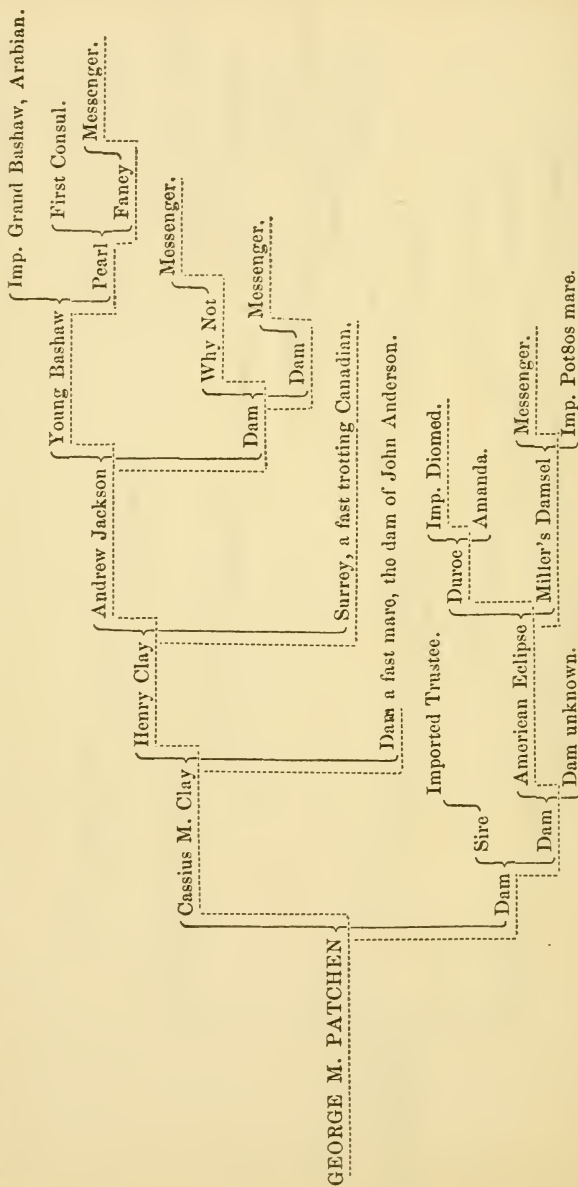 GEORGE M. PATCHEN
Cassius M. Clay
Henry Clay
Andrew Jackson
Young Bashaw
Imp. Grand Bashaw, Arabian.
Pearl
First Consul.
Fancy
Messenger.
Dam
Why Not
Messenger.
Dam
Messenger.
Surrey, a fast trotting Canadian.
Dam a fast mare, the dam of John Anderson.
Dam
Sire
Imported Trustee.
Dam
American Eclipse
Duroc
Imp. Diomed.
Amanda.
Miller's Damsel
Messenger.
Imp. Pot8os mare.
Dam unknown.